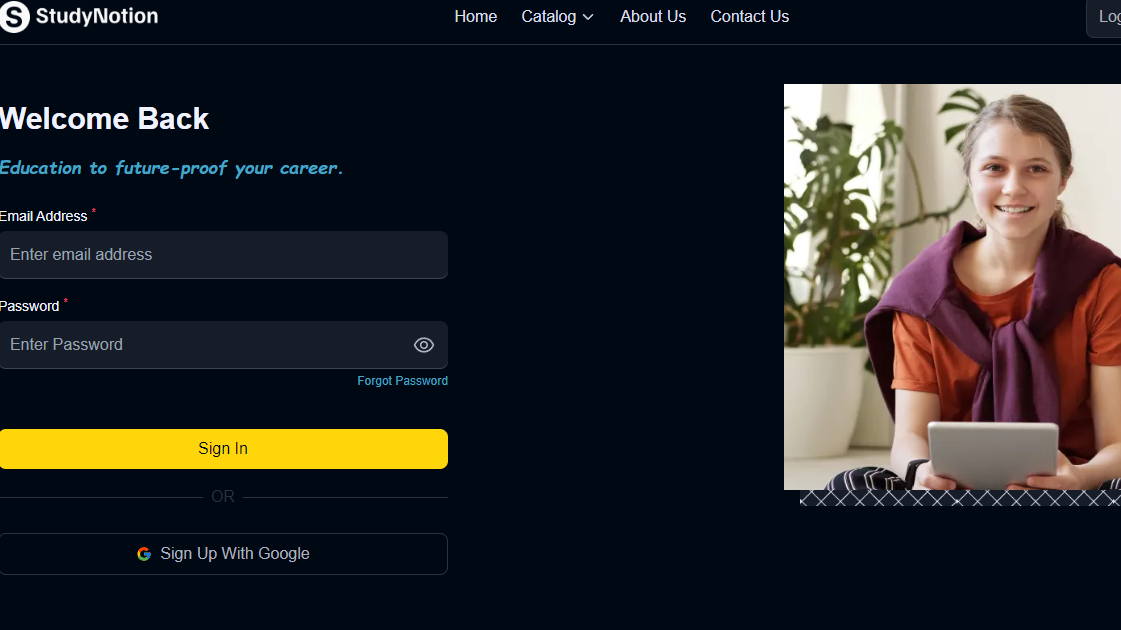 StudyNotion Home Catalog About Us Contact Us
Welcome Back
Education to future-proof your career.
Email Address *
Enter email address
Password *
Enter Password
Forgot Password
Sign In
OR
Sign Up With Google